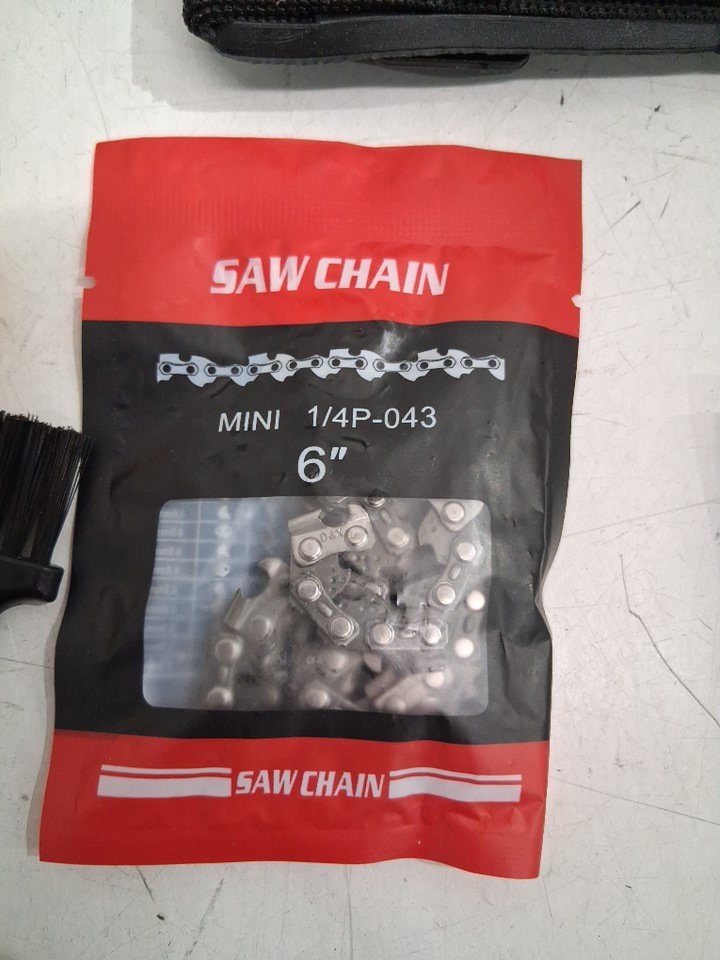 SAW CHAIN
MINI 1/4P-043
6"
SAW CHAIN